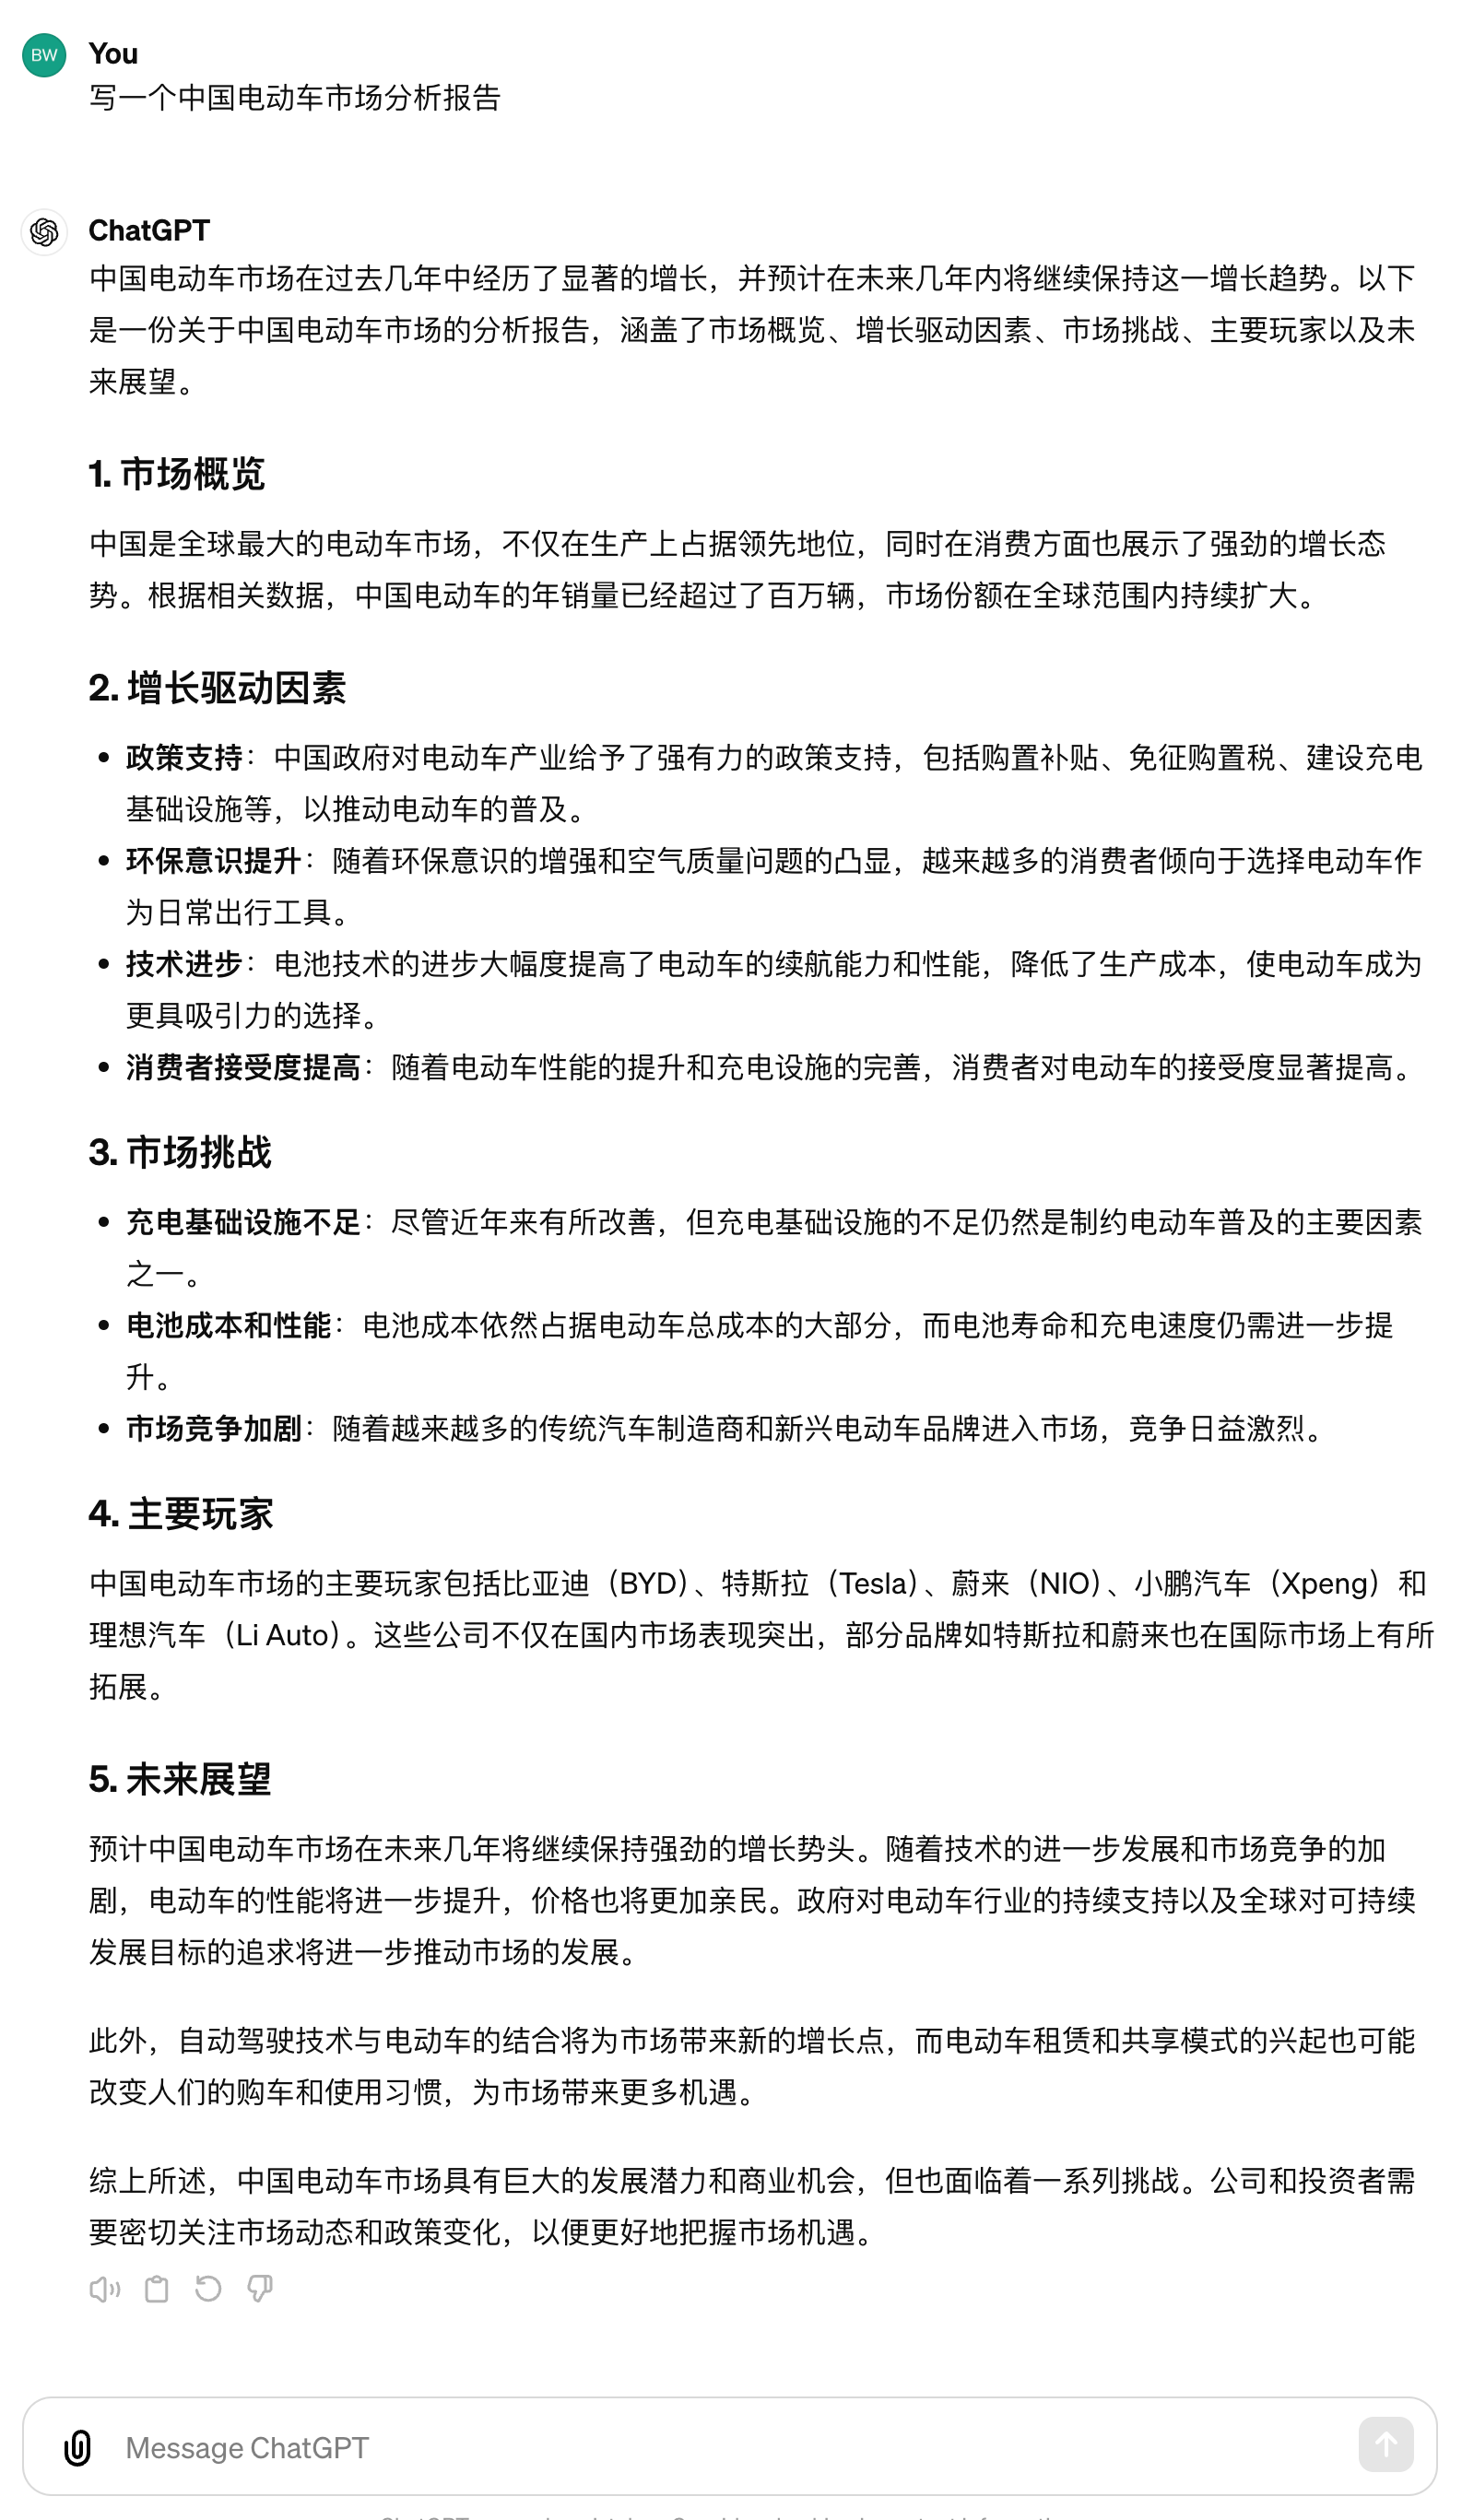 BW
You
写一个中国电动车市场分析报告
ChatGPT
中国电动车市场在过去几年中经历了显著的增长，并预计在未来几年内将继续保持这一增长趋势。以下
是一份关于中国电动车市场的分析报告，涵盖了市场概览、增长驱动因素、市场挑战、主要玩家以及未
来展望。
1. 市场概览
中国是全球最大的电动车市场，不仅在生产上占据领先地位，同时在消费方面也展示了强劲的增长态
势。根据相关数据，中国电动车的年销量已经超过了百万辆，市场份额在全球范围内持续扩大。
2. 增长驱动因素
• 政策支持：中国政府对电动车产业给予了强有力的政策支持，包括购置补贴、免征购置税、建设充电
基础设施等，以推动电动车的普及。
• 环保意识提升：随着环保意识的增强和空气质量问题的凸显，越来越多的消费者倾向于选择电动车作
为日常出行工具。
• 技术进步：电池技术的进步大幅度提高了电动车的续航能力和性能，降低了生产成本，使电动车成为
更具吸引力的选择。
• 消费者接受度提高：随着电动车性能的提升和充电设施的完善，消费者对电动车的接受度显著提高。
3. 市场挑战
• 充电基础设施不足：尽管近年来有所改善，但充电基础设施的不足仍然是制约电动车普及的主要因素
之一。
• 电池成本和性能：电池成本依然占据电动车总成本的大部分，而电池寿命和充电速度仍需进一步提
升。
• 市场竞争加剧：随着越来越多的传统汽车制造商和新兴电动车品牌进入市场，竞争日益激烈。
4. 主要玩家
中国电动车市场的主要玩家包括比亚迪（BYD）、特斯拉（Tesla）、蔚来（NIO）、小鹏汽车（Xpeng）和
理想汽车（Li Auto）。这些公司不仅在国内市场表现突出，部分品牌如特斯拉和蔚来也在国际市场上有所
拓展。
5. 未来展望
预计中国电动车市场在未来几年将继续保持强劲的增长势头。随着技术的进一步发展和市场竞争的加
剧，电动车的性能将进一步提升，价格也将更加亲民。政府对电动车行业的持续支持以及全球对可持续
发展目标的追求将进一步推动市场的发展。
此外，自动驾驶技术与电动车的结合将为市场带来新的增长点，而电动车租赁和共享模式的兴起也可能
改变人们的购车和使用习惯，为市场带来更多机遇。
综上所述，中国电动车市场具有巨大的发展潜力和商业机会，但也面临着一系列挑战。公司和投资者需
要密切关注市场动态和政策变化，以便更好地把握市场机遇。
Message ChatGPT